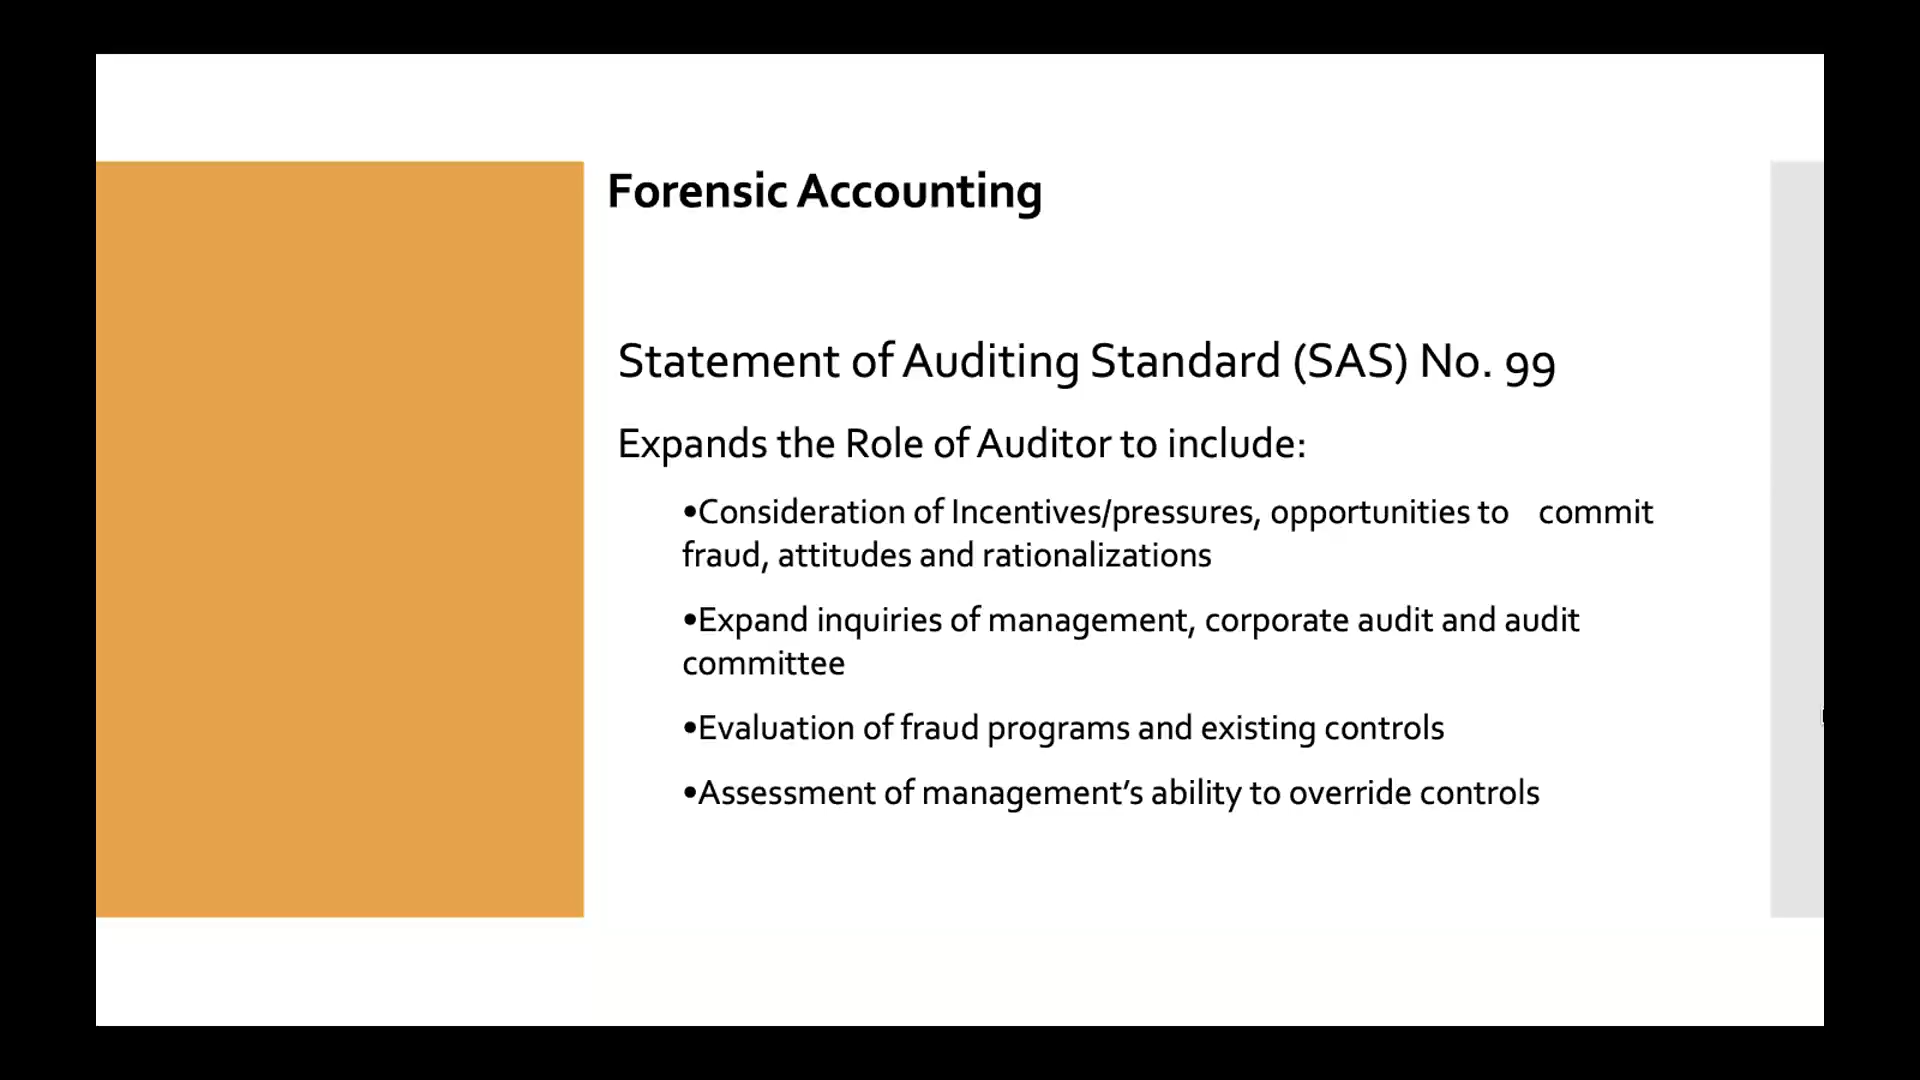 Forensic Accounting
Statement of Auditing Standard (SAS) No. 99
Expands the Role of Auditor to include:
•Consideration of Incentives/pressures, opportunities to commit
fraud, attitudes and rationalizations
•Expand inquiries of management, corporate audit and audit
committee
•Evaluation of fraud programs and existing controls
•Assessment of management’s ability to override controls